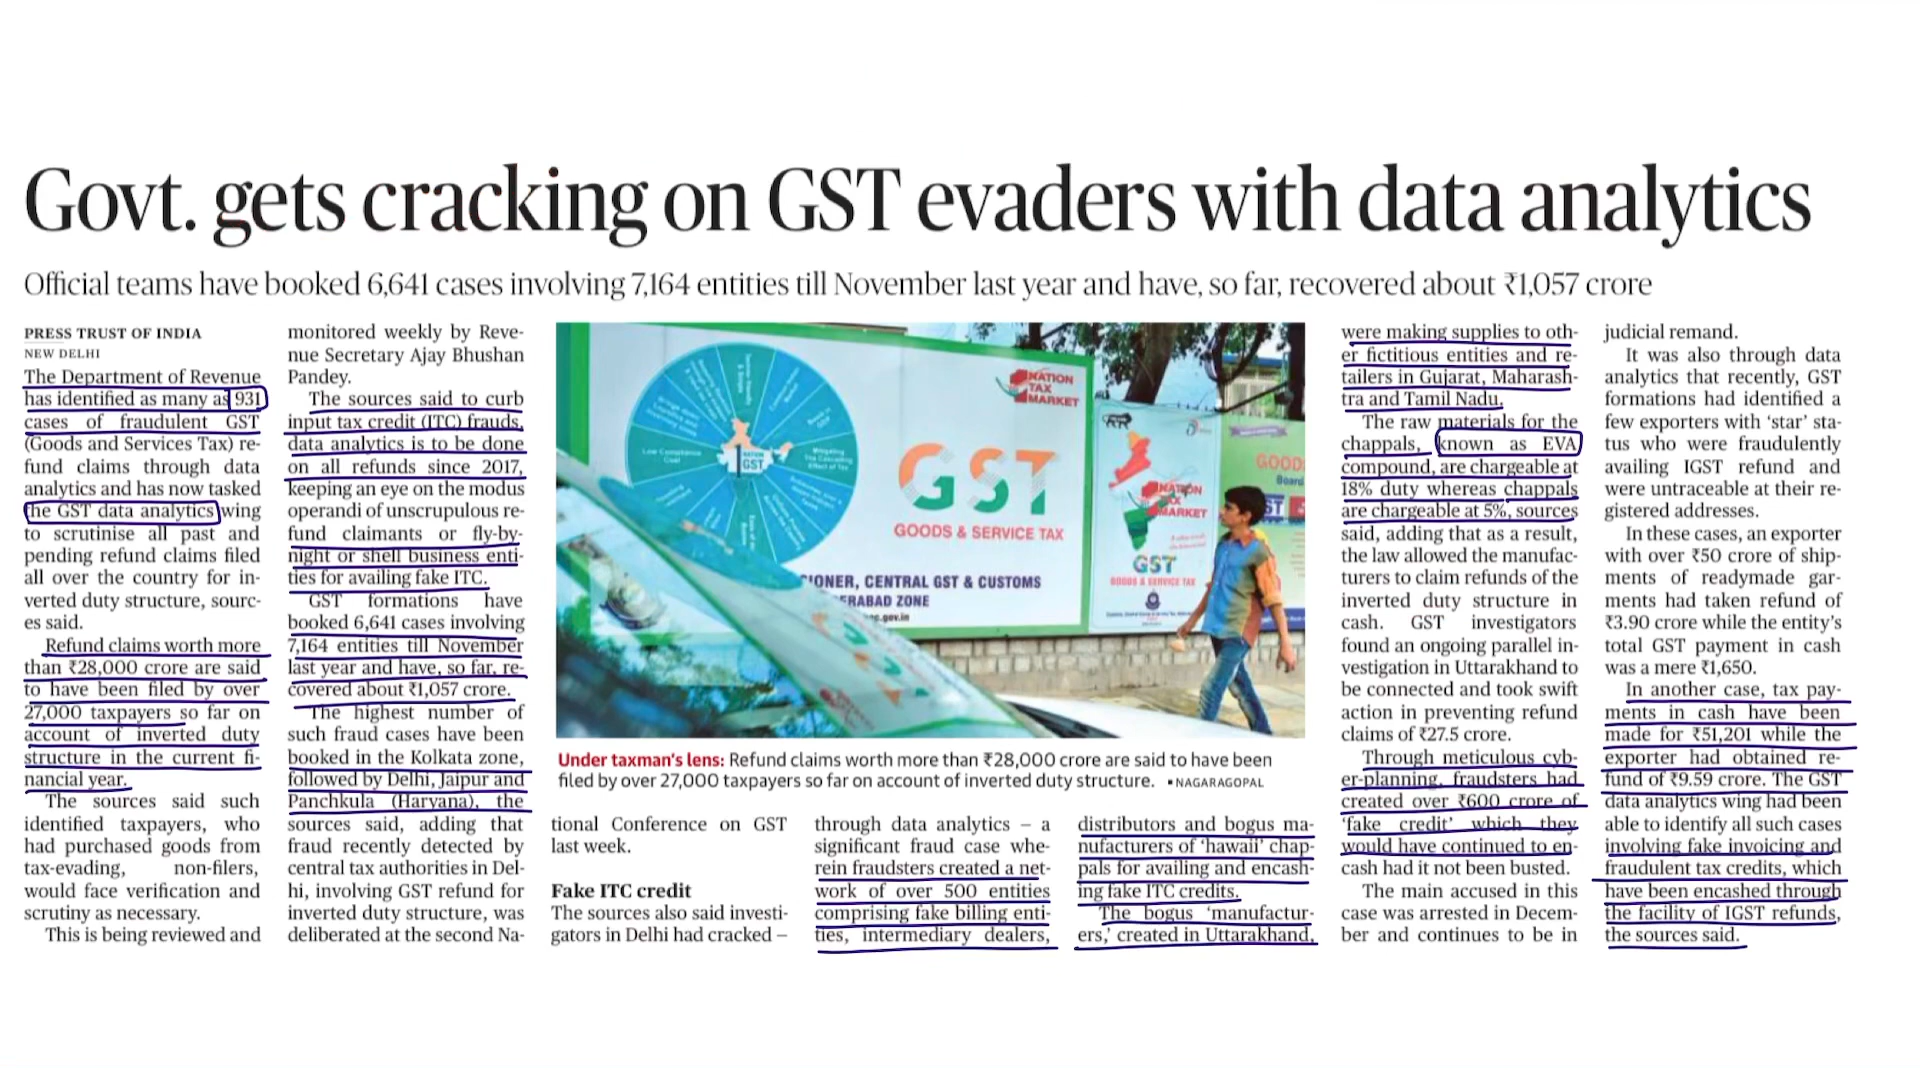 Govt. gets cracking on GST evaders with data analytics
Official teams have booked 6,641 cases involving 7,164 entities till November last year and have, so far, recovered about ₹1,057 crore
PRESS TRUST OF INDIA
NEW DELHI
The Department of Revenue
has identified as many as 931
cases of fraudulent GST
(Goods and Services Tax) re-
fund claims through data
analytics and has now tasked
the GST data analytics wing
to scrutinise all past and
pending refund claims filed
all over the country for in-
verted duty structure, sourc-
es said.
Refund claims worth more
than ₹28,000 crore are said
to have been filed by over
27,000 taxpayers so far on
account of inverted duty
structure in the current fi-
nancial year.
The sources said such
identified taxpayers, who
had purchased goods from
tax-evading, non-filers,
would face verification and
scrutiny as necessary.
This is being reviewed and
monitored weekly by Reve-
nue Secretary Ajay Bhushan
Pandey.
The sources said to curb
input tax credit (ITC) frauds,
data analytics is to be done
on all refunds since 2017,
keeping an eye on the modus
operandi of unscrupulous re-
fund claimants or fly-by-
night or shell business enti-
ties for availing fake ITC.
GST formations have
booked 6,641 cases involving
7,164 entities till November
last year and have, so far, re-
covered about ₹1,057 crore.
The highest number of
such fraud cases have been
booked in the Kolkata zone,
followed by Delhi, Jaipur and
Panchkula (Haryana), the
sources said, adding that
fraud recently detected by
central tax authorities in Del-
hi, involving GST refund for
inverted duty structure, was
deliberated at the second Na-
NATION
TAX
MARKET
GST
GOODS & SERVICE TAX
IONER, CENTRAL GST & CUSTOMS
ERABAD ZONE
.gov.in
NATION
TAX
MARKET
GST
GOODS & SERVICE TAX
GOOD
Board
ST
Under taxman's lens: Refund claims worth more than ₹28,000 crore are said to have been
filed by over 27,000 taxpayers so far on account of inverted duty structure. ▪NAGARAGOPAL
tional Conference on GST
last week.
Fake ITC credit
The sources also said investi-
gators in Delhi had cracked –
through data analytics – a
significant fraud case whe-
rein fraudsters created a net-
work of over 500 entities
comprising fake billing enti-
ties, intermediary dealers,
distributors and bogus ma-
nufacturers of 'hawaii' chap-
pals for availing and encash-
ing fake ITC credits.
The bogus 'manufactur-
ers,' created in Uttarakhand,
were making supplies to oth-
er fictitious entities and re-
tailers in Gujarat, Maharash-
tra and Tamil Nadu.
The raw materials for the
chappals, known as EVA
compound, are chargeable at
18% duty whereas chappals
are chargeable at 5%, sources
said, adding that as a result,
the law allowed the manufac-
turers to claim refunds of the
inverted duty structure in
cash. GST investigators
found an ongoing parallel in-
vestigation in Uttarakhand to
be connected and took swift
action in preventing refund
claims of ₹27.5 crore.
Through meticulous cyb-
er-planning, fraudsters had
created over ₹600 crore of
'fake credit' which they
would have continued to en-
cash had it not been busted.
The main accused in this
case was arrested in Decem-
ber and continues to be in
judicial remand.
It was also through data
analytics that recently, GST
formations had identified a
few exporters with 'star' sta-
tus who were fraudulently
availing IGST refund and
were untraceable at their re-
gistered addresses.
In these cases, an exporter
with over ₹50 crore of ship-
ments of readymade gar-
ments had taken refund of
₹3.90 crore while the entity's
total GST payment in cash
was a mere ₹1,650.
In another case, tax pay-
ments in cash have been
made for ₹51,201 while the
exporter had obtained re-
fund of ₹9.59 crore. The GST
data analytics wing had been
able to identify all such cases
involving fake invoicing and
fraudulent tax credits, which
have been encashed through
the facility of IGST refunds,
the sources said.